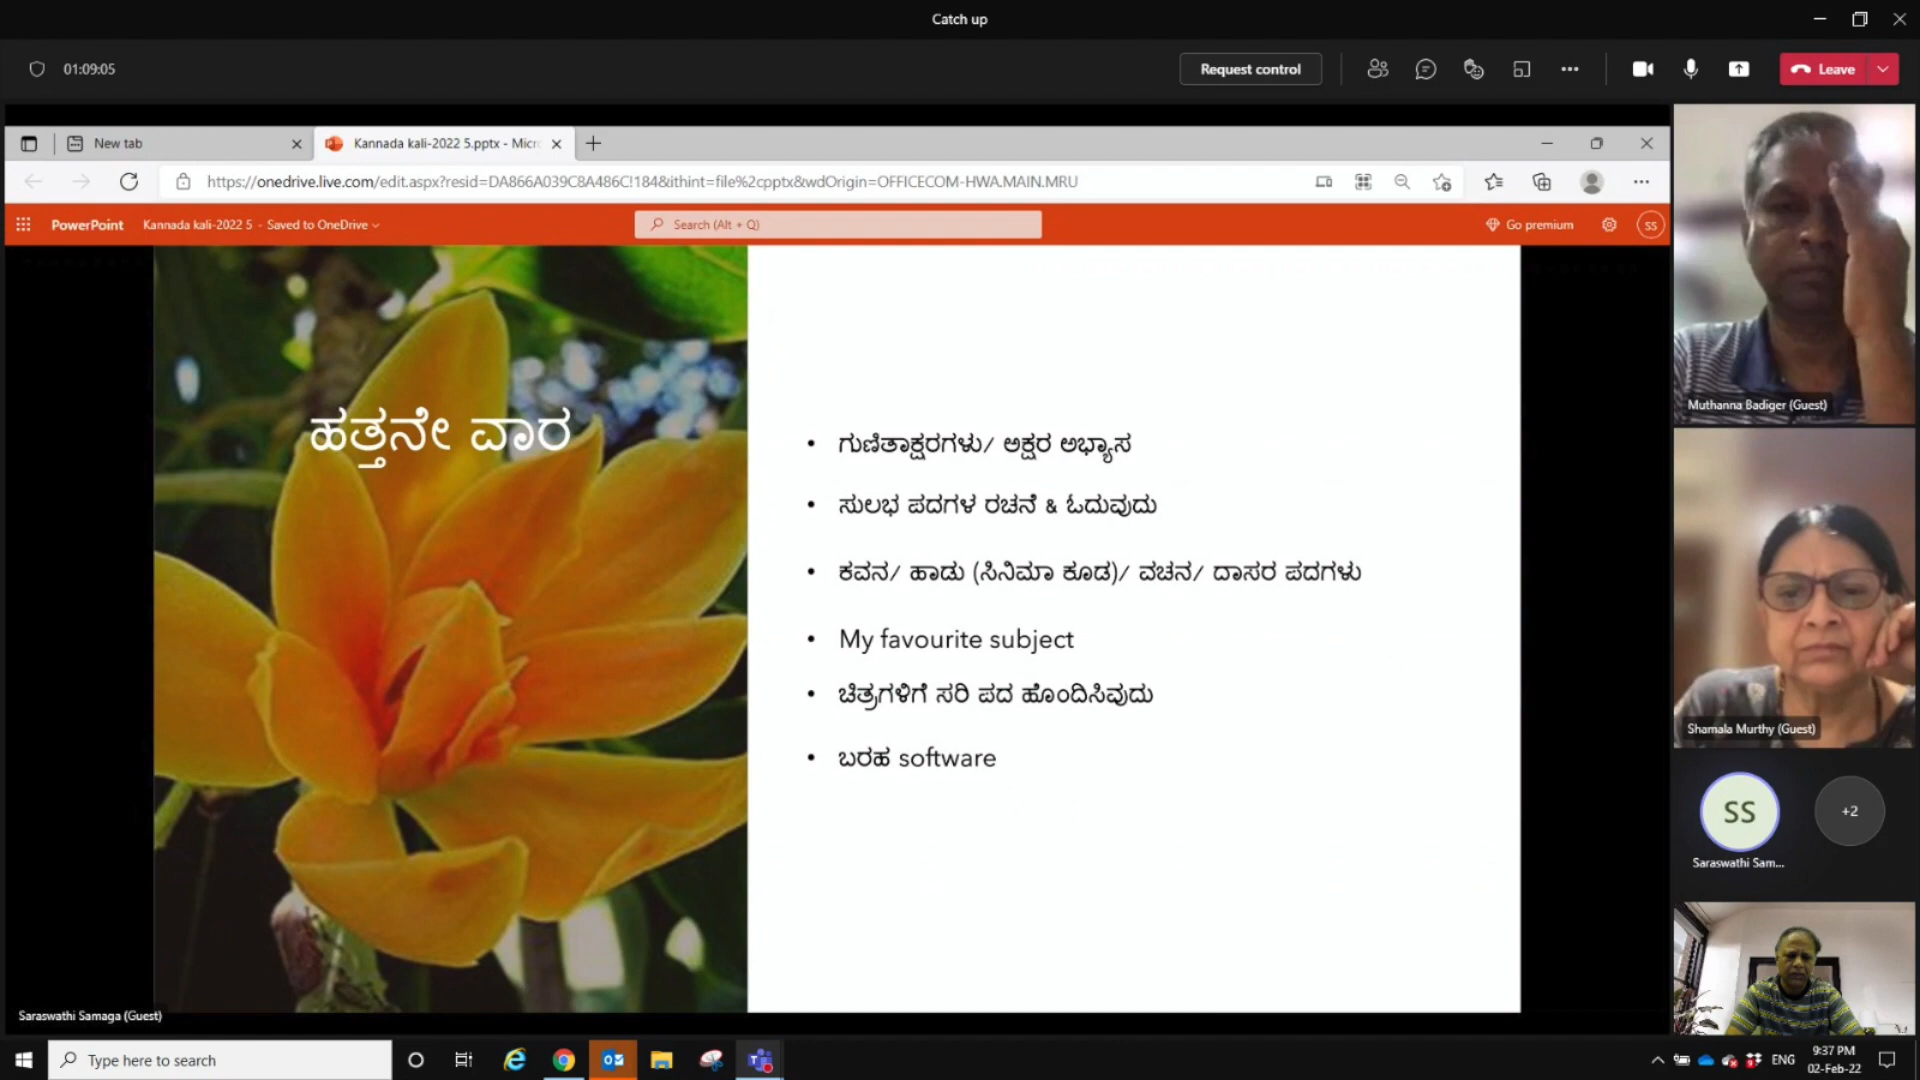 Catch up
01:09:05
Request control
Leave
New tab
Kannada kali-2022 5.pptx - Micr
https://onedrive.live.com/edit.aspx?resid=DA866A039C8A486C!184&ithint=file%2cpptx&wdOrigin=OFFICECOM-HWA.MAIN.MRU
PowerPoint
Kannada kali-2022 5 - Saved to OneDrive
Search (Alt + Q)
Go premium
SS
ಹತ್ತನೇ ವಾರ
• ಗುಣಿತಾಕ್ಷರಗಳು/ ಅಕ್ಷರ ಅಭ್ಯಾಸ
• ಸುಲಭ ಪದಗಳ ರಚನೆ & ಓದುವುದು
• ಕವನ/ ಹಾಡು (ಸಿನಿಮಾ ಕೂಡ)/ ವಚನ/ ದಾಸರ ಪದಗಳು
• My favourite subject
• ಚಿತ್ರಗಳಿಗೆ ಸರಿ ಪದ ಹೊಂದಿಸಿವುದು
• ಬರಹ software
Saraswathi Samaga (Guest)
Muthanna Badiger (Guest)
Shamala Murthy (Guest)
SS
+2
Saraswathi Sam...
Type here to search
ENG
9:37 PM
02-Feb-22